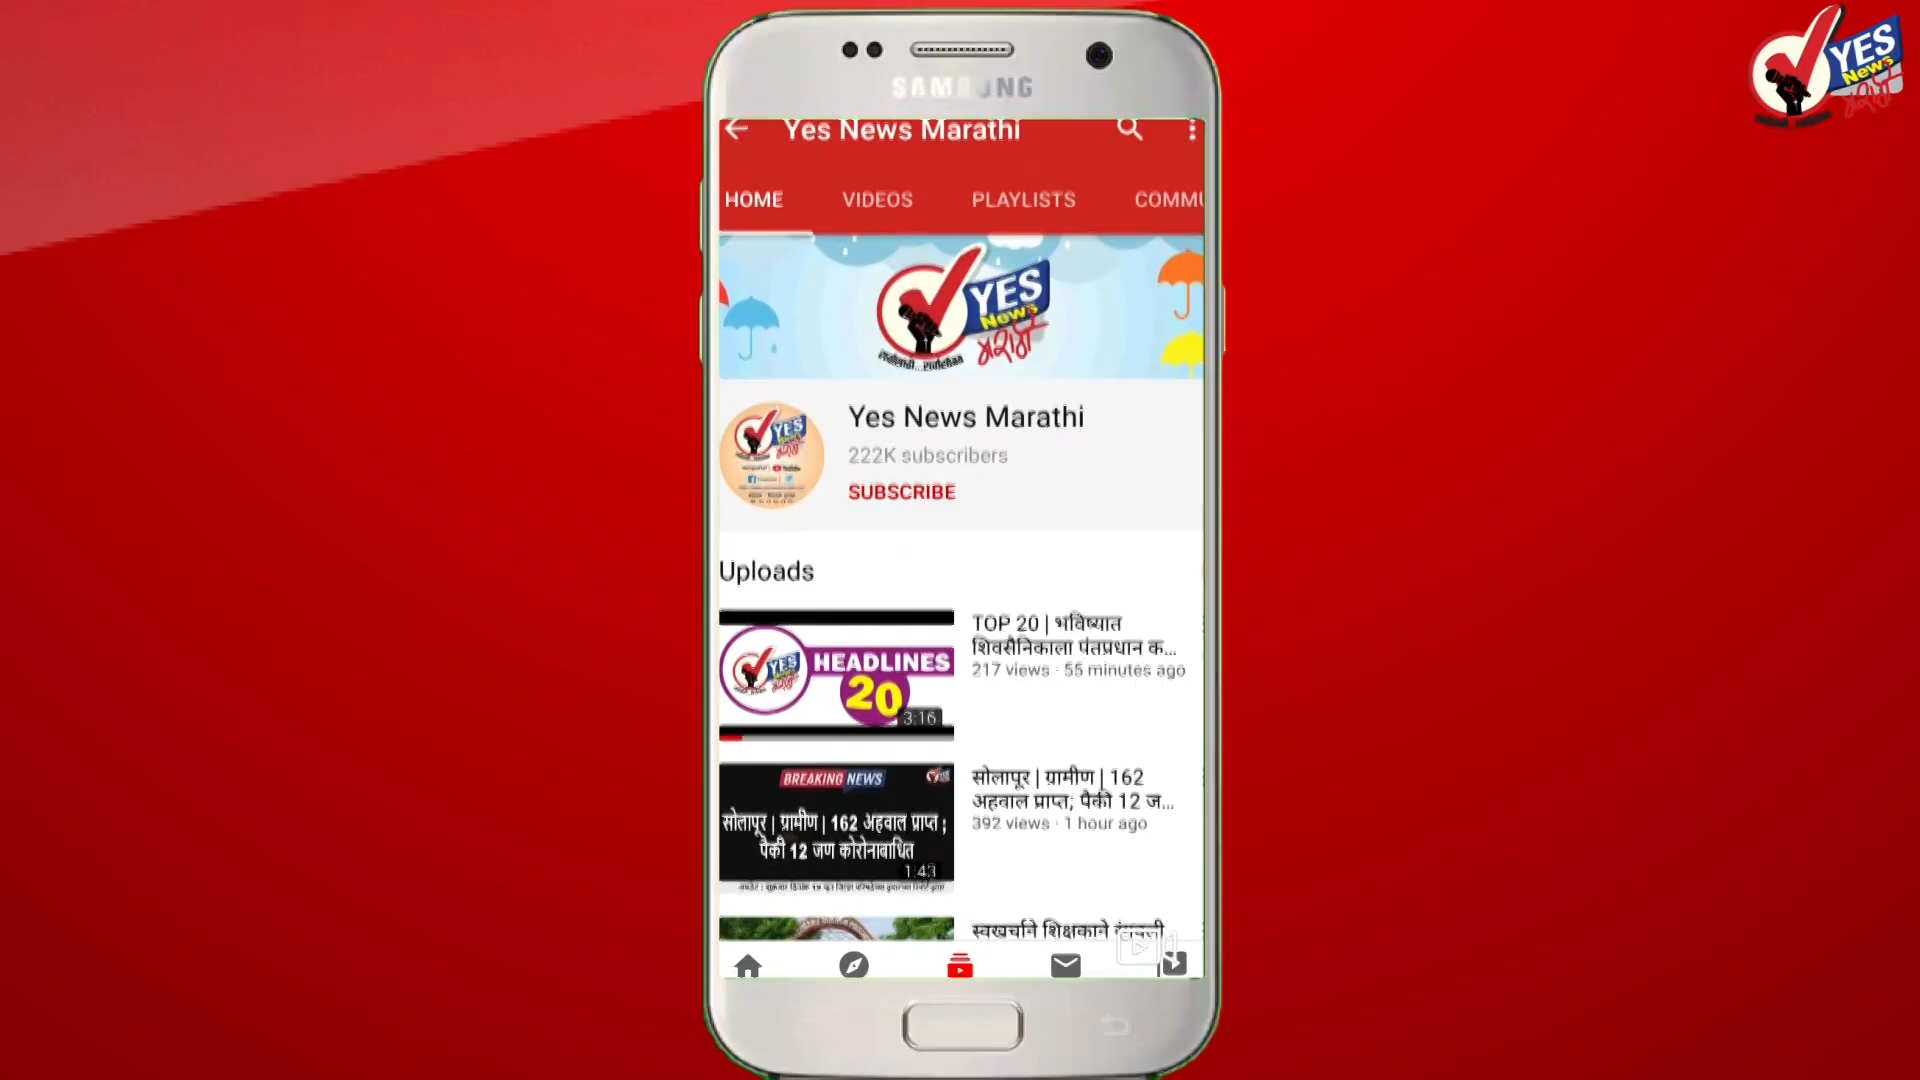 YES
News
मराठी
SAMSUNG
Yes News Marathi
HOME VIDEOS PLAYLISTS COMMU
YES
News
मराठी
Yes News Marathi
222K subscribers
SUBSCRIBE
YES
Uploads
YES
HEADLINES
20
3:16
TOP 20 | भविष्यात
शिवसैनिकाला पंतप्रधान क...
217 views · 55 minutes ago
BREAKING NEWS
सोलापूर | ग्रामीण | 162 अहवाल प्राप्त ;
पैकी 12 जण कोरोनाबाधित
1:43
सोलापूर | ग्रामीण | 162
अहवाल प्राप्त; पैकी 12 ज...
392 views · 1 hour ago
स्वखर्चाने शिक्षकाने